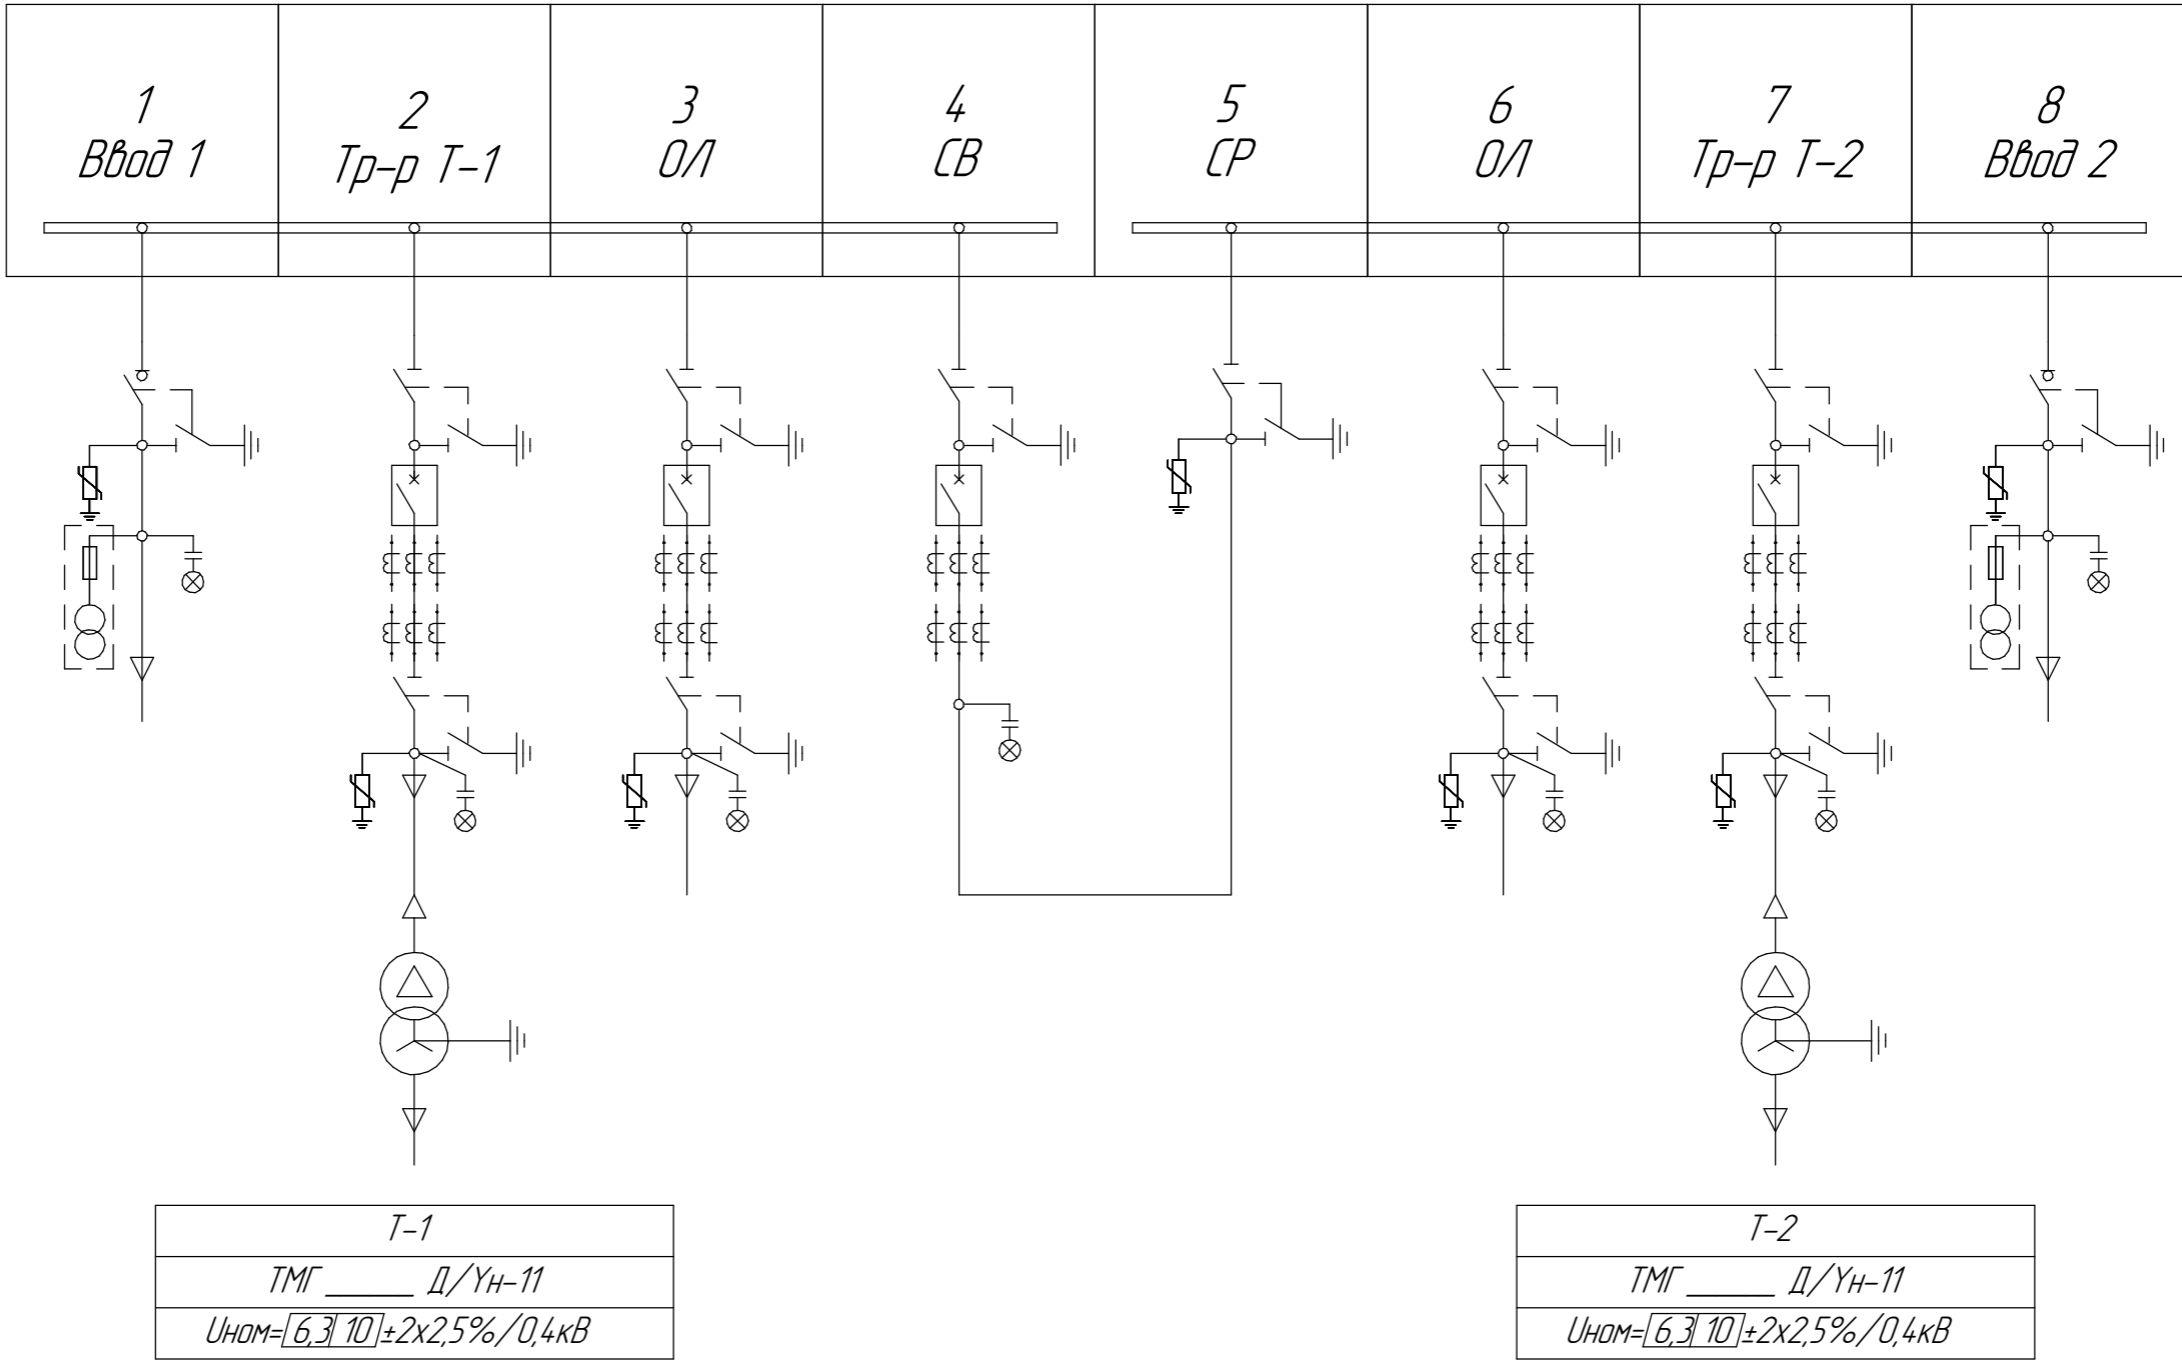 1
Ввод 1
2
Тр-р Т-1
3
ОЛ
4
СВ
5
СР
6
ОЛ
7
Тр-р Т-2
8
Ввод 2
Т-1
ТМГ _____ Д/Yн-11
Uном=6,3 10±2х2,5%/0,4кВ
Т-2
ТМГ _____ Д/Yн-11
Uном=6,3 10±2х2,5%/0,4кВ